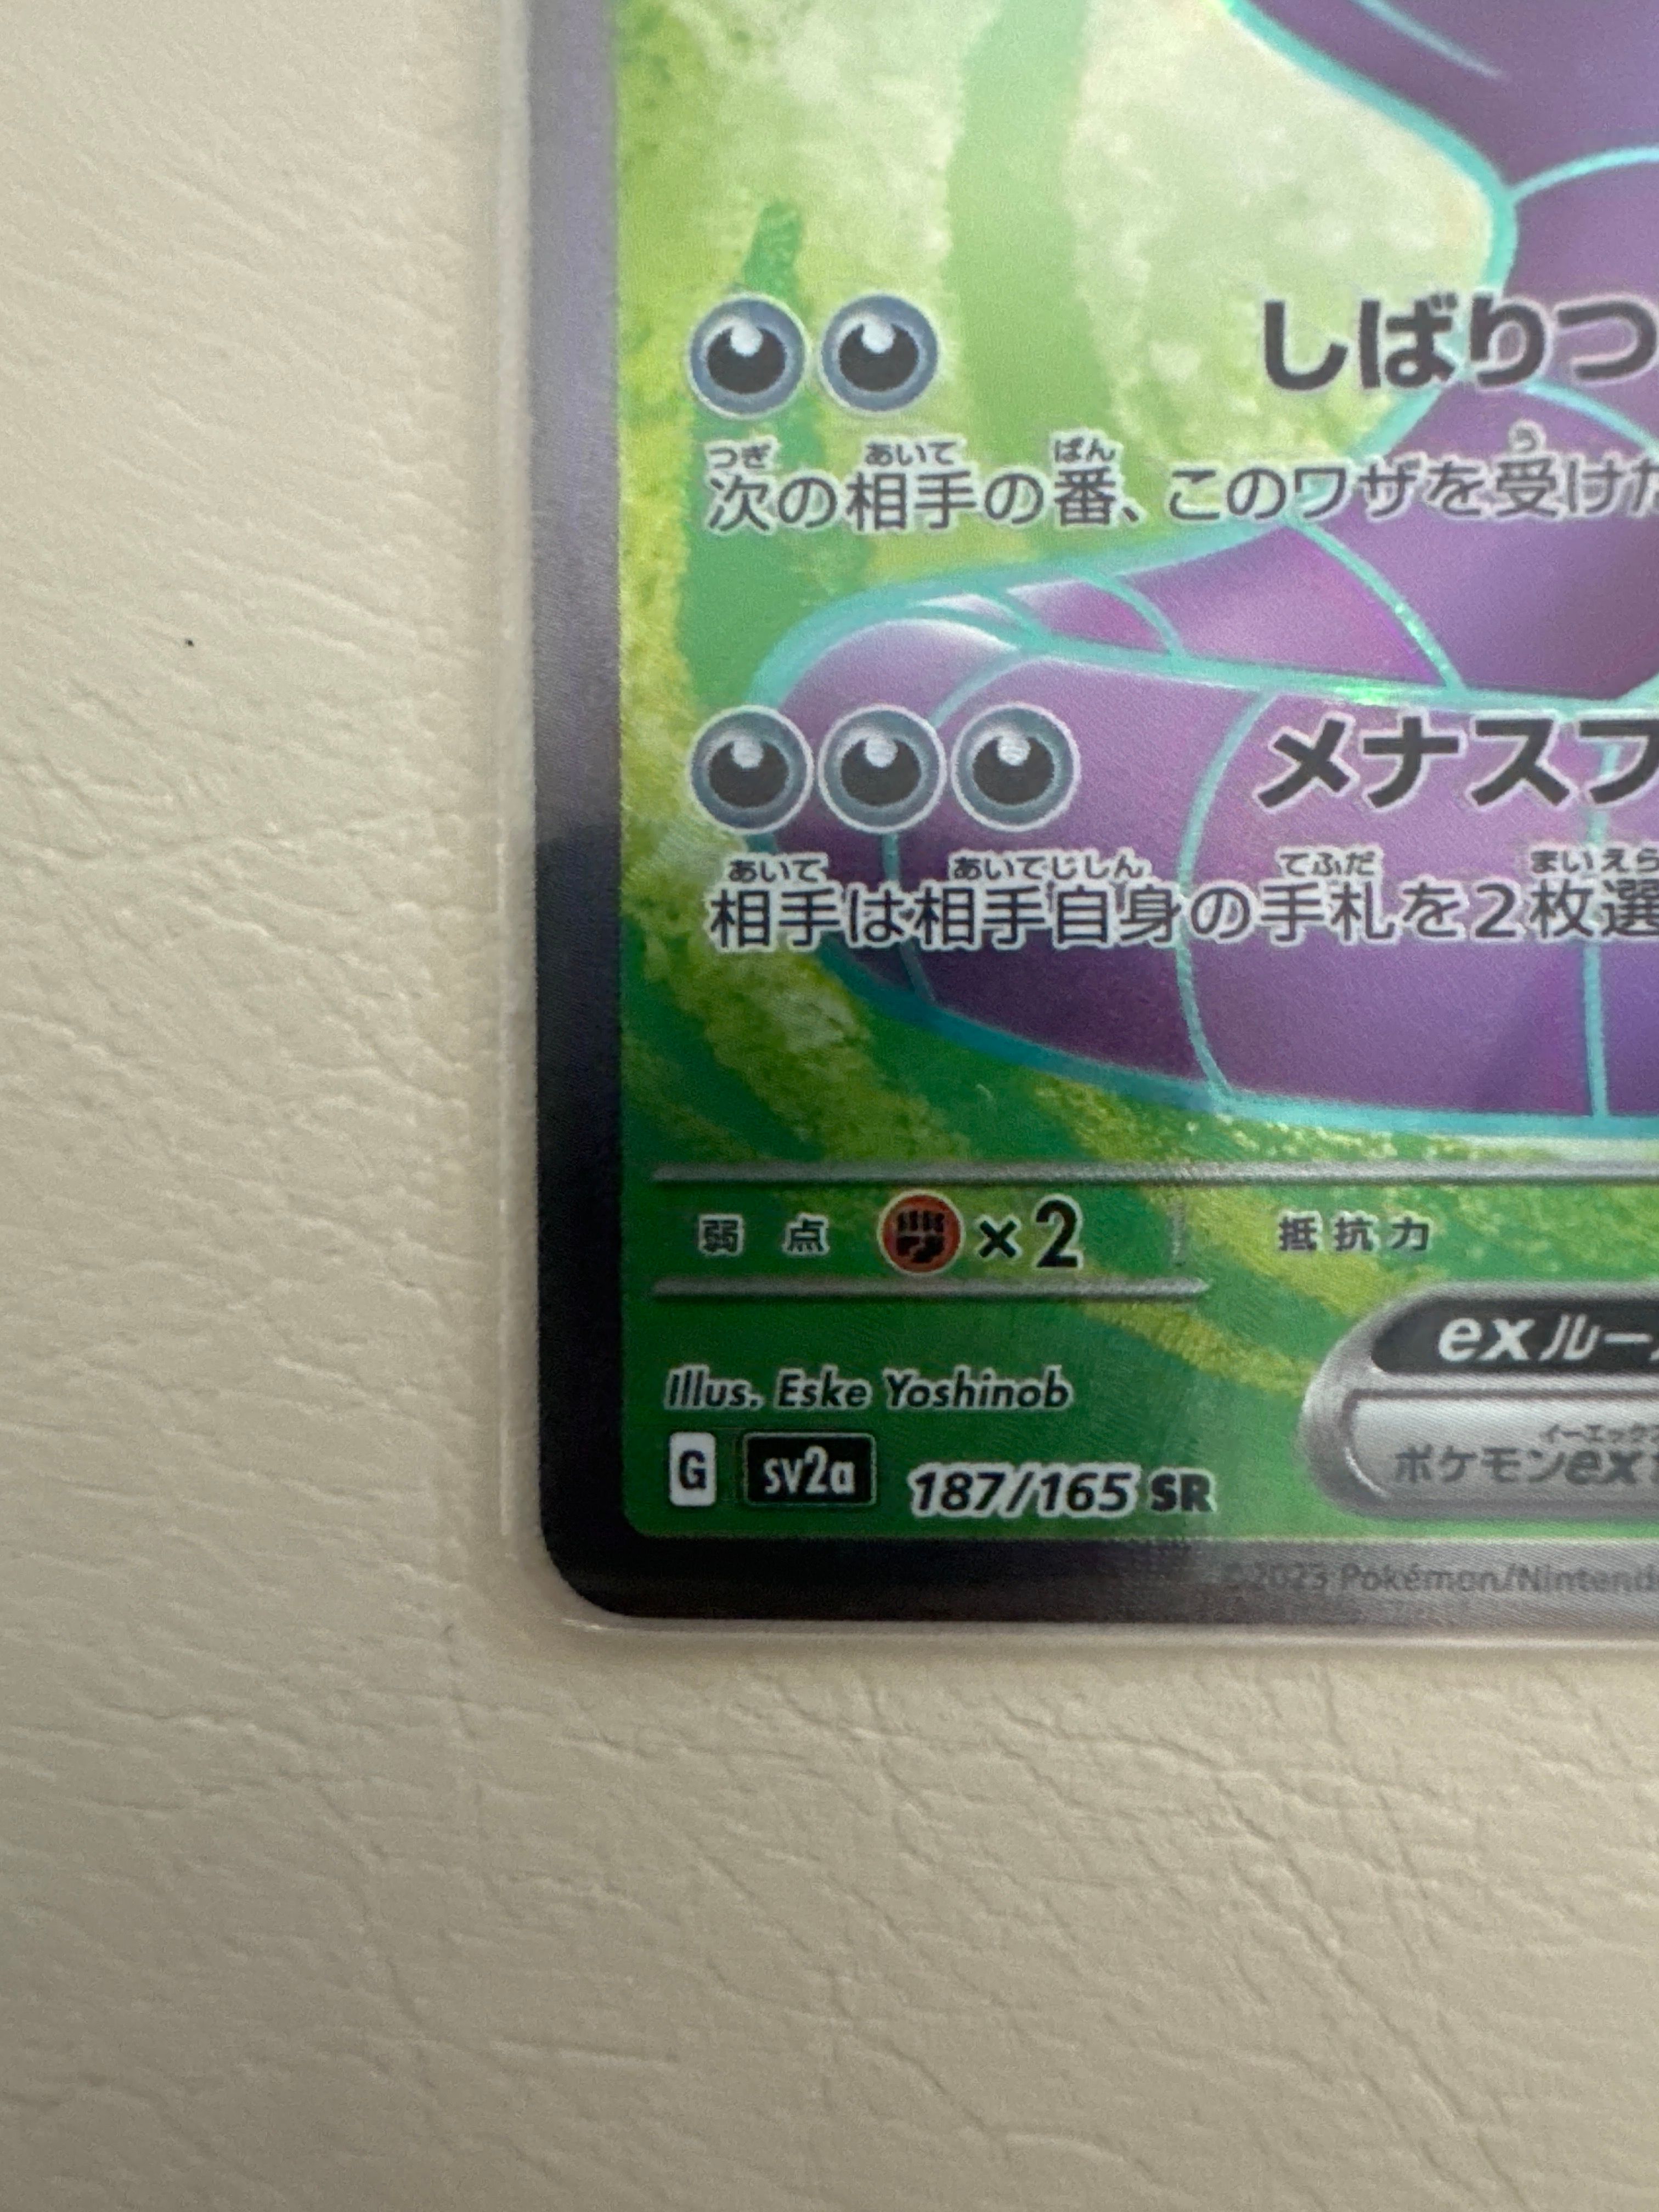 しばりつ
つぎ あいて ばん う
次の相手の番、このワザを受けた
メナスフ
あいて あいてじしん てふだ まいえら
相手は相手自身の手札を2枚選
弱点 ×2 抵抗力
exルール
Illus. Eske Yoshinob
イーエックス
ポケモンex
G sv2a 187/165 SR
©2023 Pokémon/Nintendo